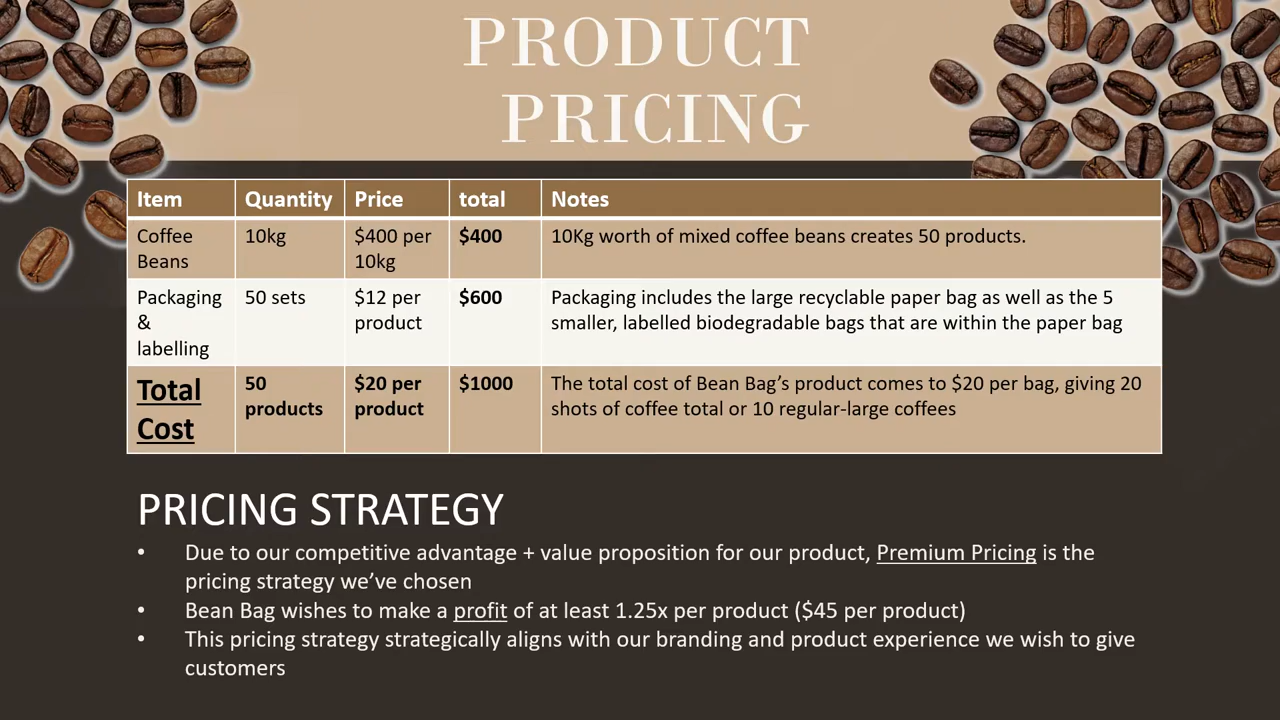 PRODUCT
PRICING
Item Quantity Price total Notes
Coffee Beans 10kg $400 per 10kg $400 10Kg worth of mixed coffee beans creates 50 products.
Packaging & labelling 50 sets $12 per product $600 Packaging includes the large recyclable paper bag as well as the 5 smaller, labelled biodegradable bags that are within the paper bag
Total Cost 50 products $20 per product $1000 The total cost of Bean Bag’s product comes to $20 per bag, giving 20 shots of coffee total or 10 regular-large coffees
PRICING STRATEGY
• Due to our competitive advantage + value proposition for our product, Premium Pricing is the
pricing strategy we’ve chosen
• Bean Bag wishes to make a profit of at least 1.25x per product ($45 per product)
• This pricing strategy strategically aligns with our branding and product experience we wish to give
customers